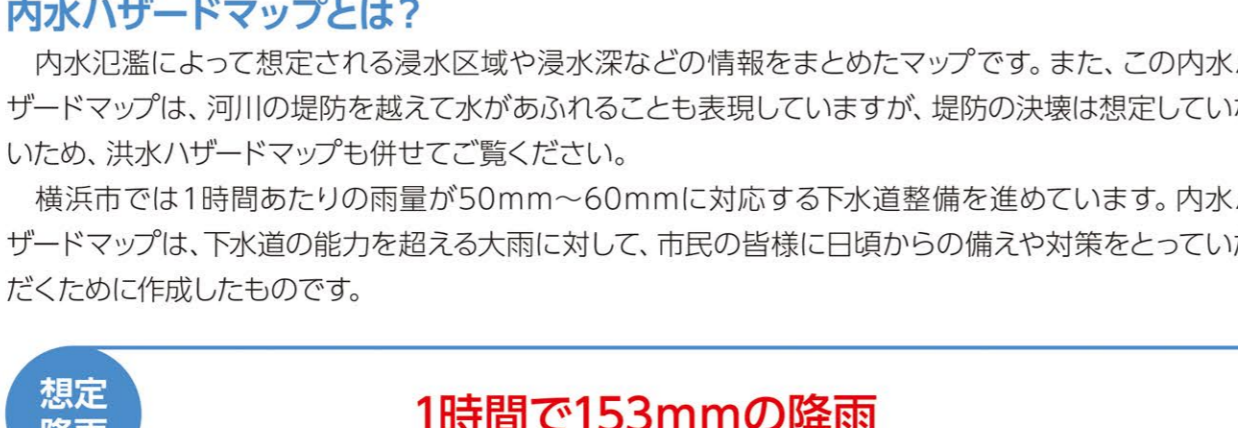 内水ハザードマップとは？
内水氾濫によって想定される浸水区域や浸水深などの情報をまとめたマップです。また、この内水
ザードマップは、河川の堤防を越えて水があふれることも表現していますが、堤防の決壊は想定してい
いため、洪水ハザードマップも併せてご覧ください。
横浜市では1時間あたりの雨量が50mm～60mmに対応する下水道整備を進めています。内水
ザードマップは、下水道の能力を超える大雨に対して、市民の皆様に日頃からの備えや対策をとってい
だくために作成したものです。
想定
降雨
1時間で153mmの降雨